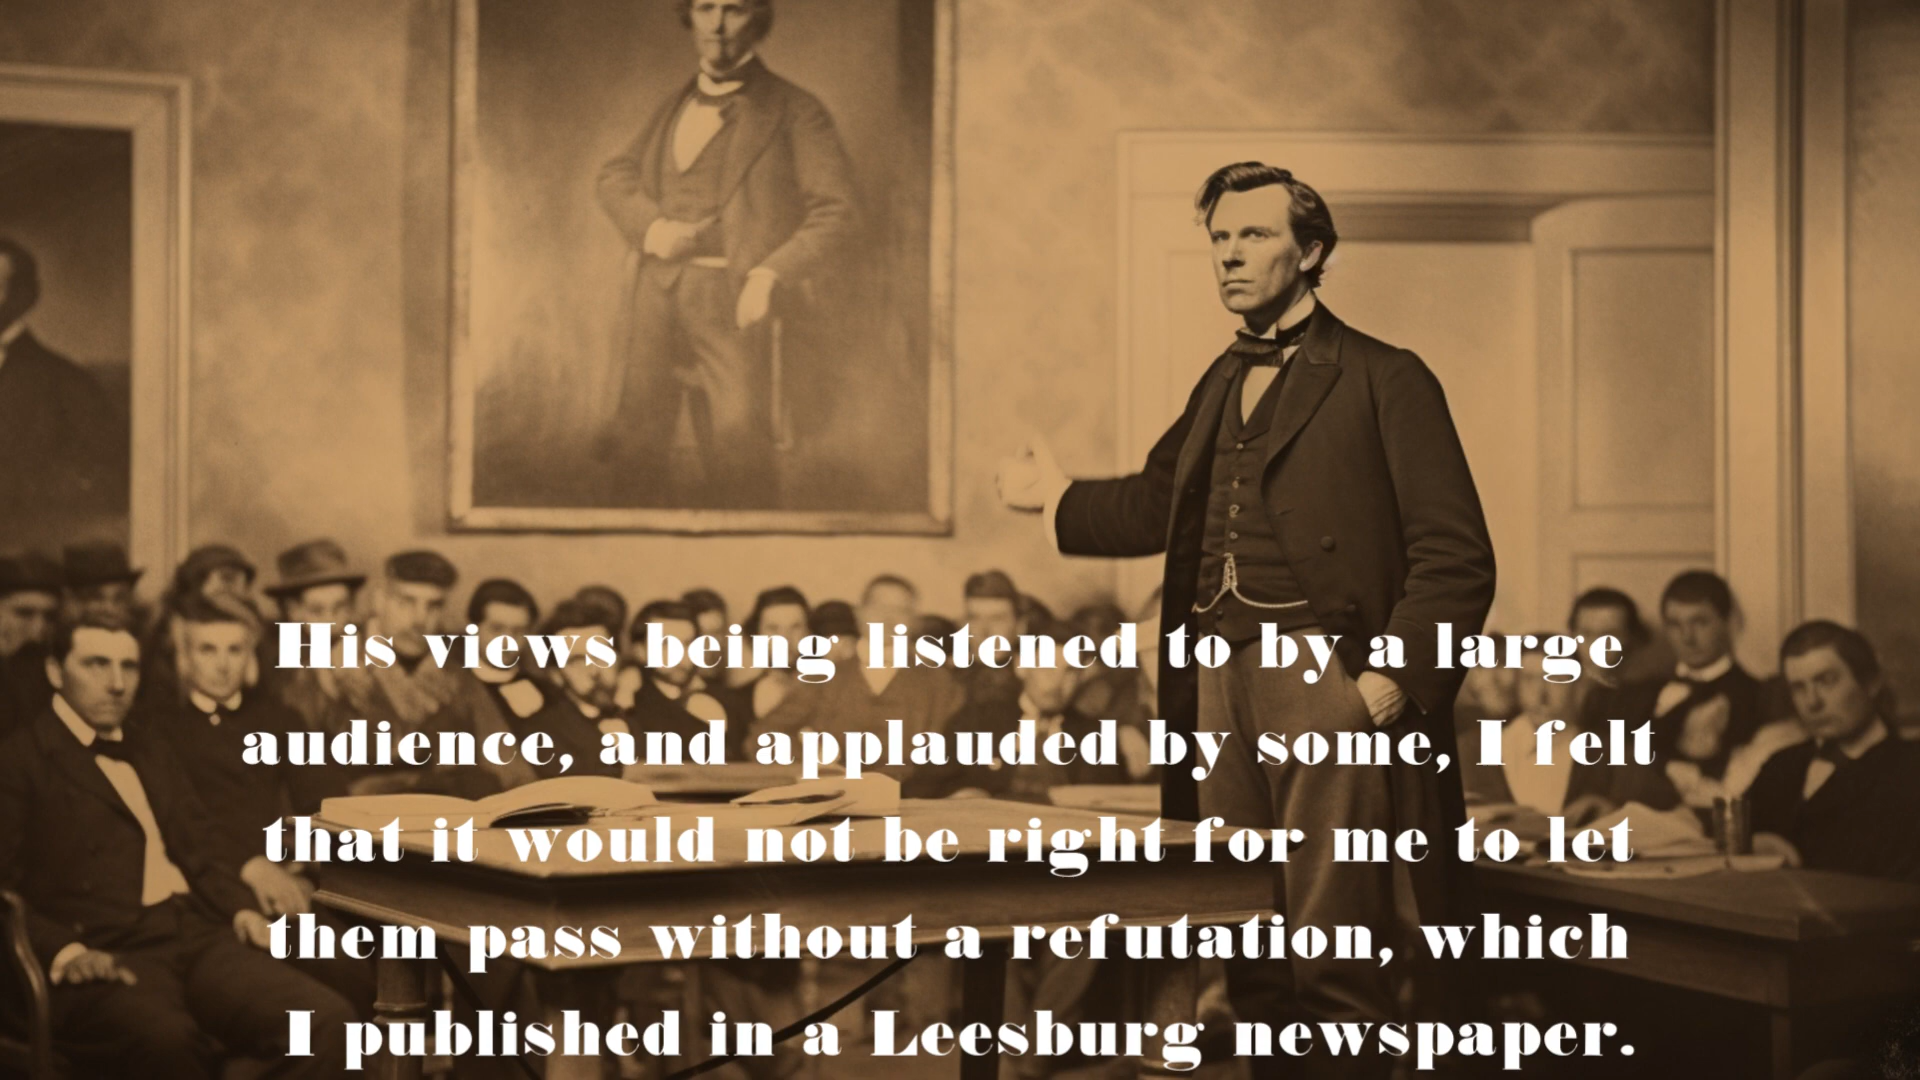 His views being listened to by a large
audience, and applauded by some, I felt
that it would not be right for me to let
them pass without a refutation, which
I published in a Leesburg newspaper.